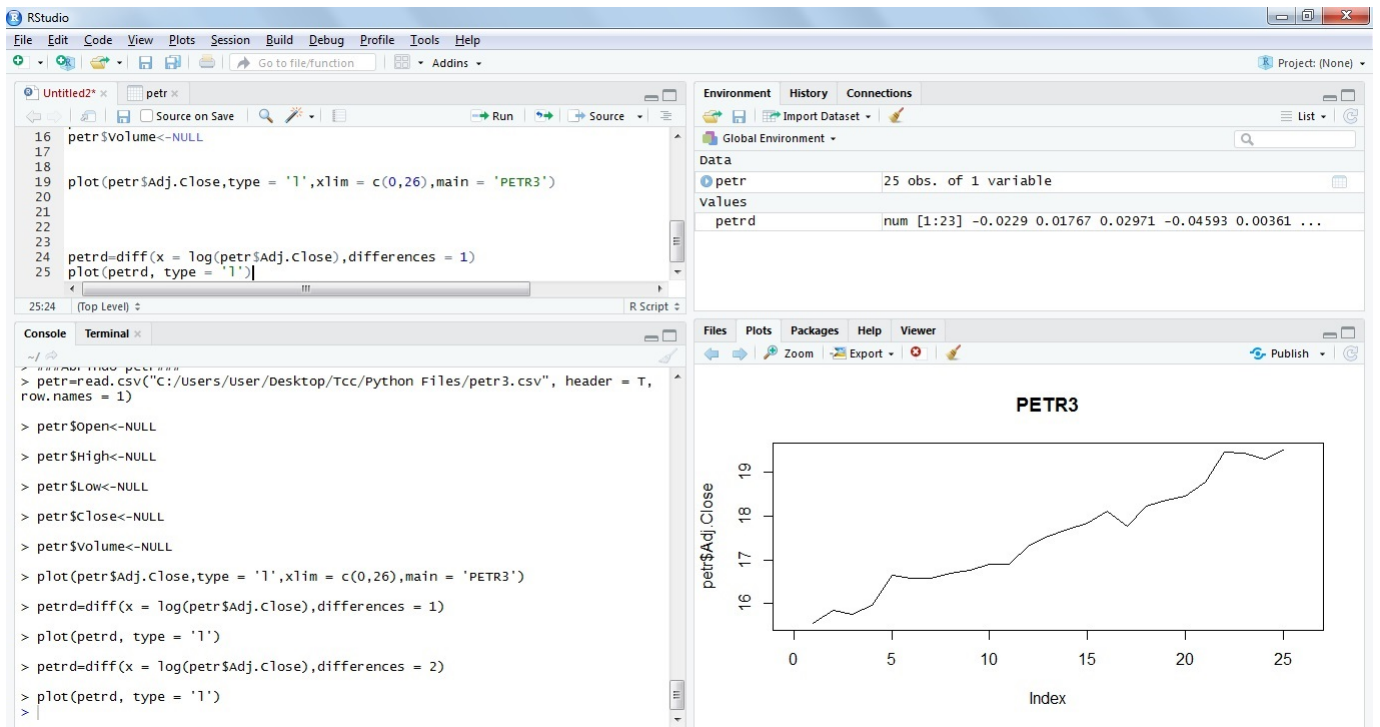 RStudio
File Edit Code View Plots Session Build Debug Profile Tools Help
Go to file/function Addins Project: (None)
Untitled2* petr
Source on Save Run Source
16 petr$Volume<-NULL
17
18
19 plot(petr$Adj.Close,type = 'l',xlim = c(0,26),main = 'PETR3')
20
21
22
23
24 petrd=diff(x = log(petr$Adj.Close),differences = 1)
25 plot(petrd, type = 'l')
25:24 (Top Level) R Script
Console Terminal
~/
> ###Abrindo petr###
> petr=read.csv("C:/Users/User/Desktop/Tcc/Python Files/petr3.csv", header = T,
row.names = 1)
> petr$Open<-NULL
> petr$High<-NULL
> petr$Low<-NULL
> petr$Close<-NULL
> petr$Volume<-NULL
> plot(petr$Adj.Close,type = 'l',xlim = c(0,26),main = 'PETR3')
> petrd=diff(x = log(petr$Adj.Close),differences = 1)
> plot(petrd, type = 'l')
> petrd=diff(x = log(petr$Adj.Close),differences = 2)
> plot(petrd, type = 'l')
>
Environment History Connections
Import Dataset List
Global Environment
Data
petr 25 obs. of 1 variable
Values
petrd num [1:23] -0.0229 0.01767 0.02971 -0.04593 0.00361 ...
Files Plots Packages Help Viewer
Zoom Export Publish
PETR3
petr$Adj.Close
19
18
17
16
0 5 10 15 20 25
Index